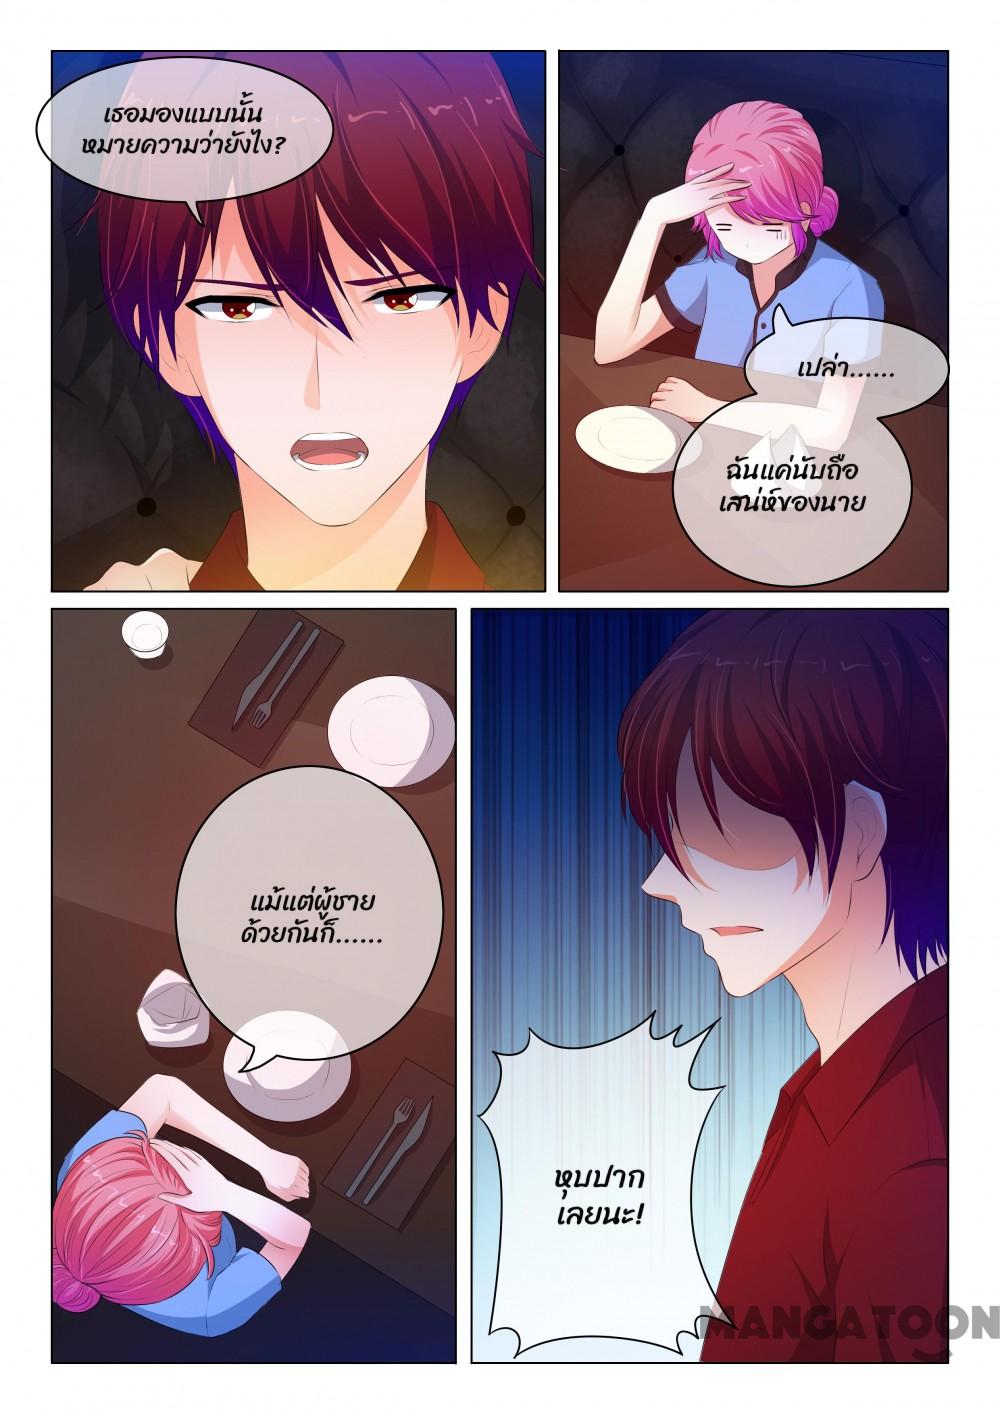 เธอมองแบบนั้น
หมายความว่ายังไง?
เปล่า......
ฉันแค่นับถือ
เสน่ห์ของนาย
แม้แต่ผู้ชาย
ด้วยกันก็......
หุบปาก
เลยนะ!
MANGATOON